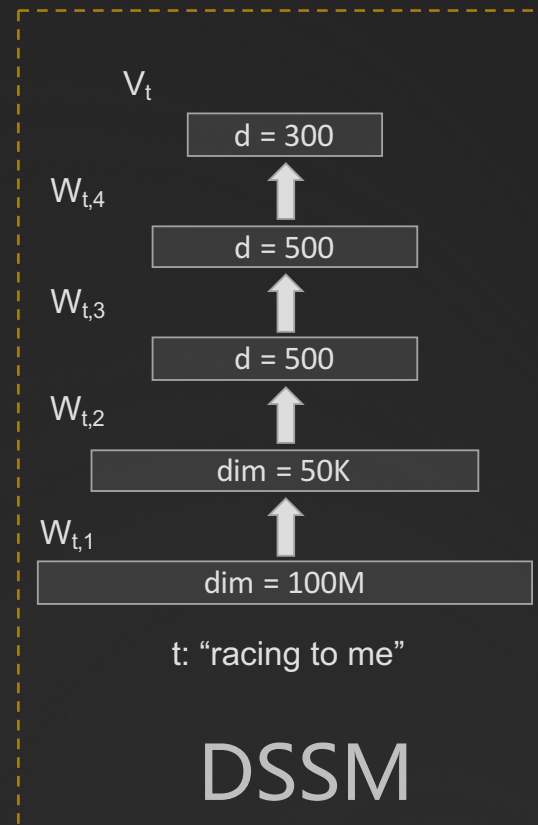 Vt
d = 300
Wt,4
d = 500
Wt,3
d = 500
Wt,2
dim = 50K
Wt,1
dim = 100M
t: “racing to me”
DSSM